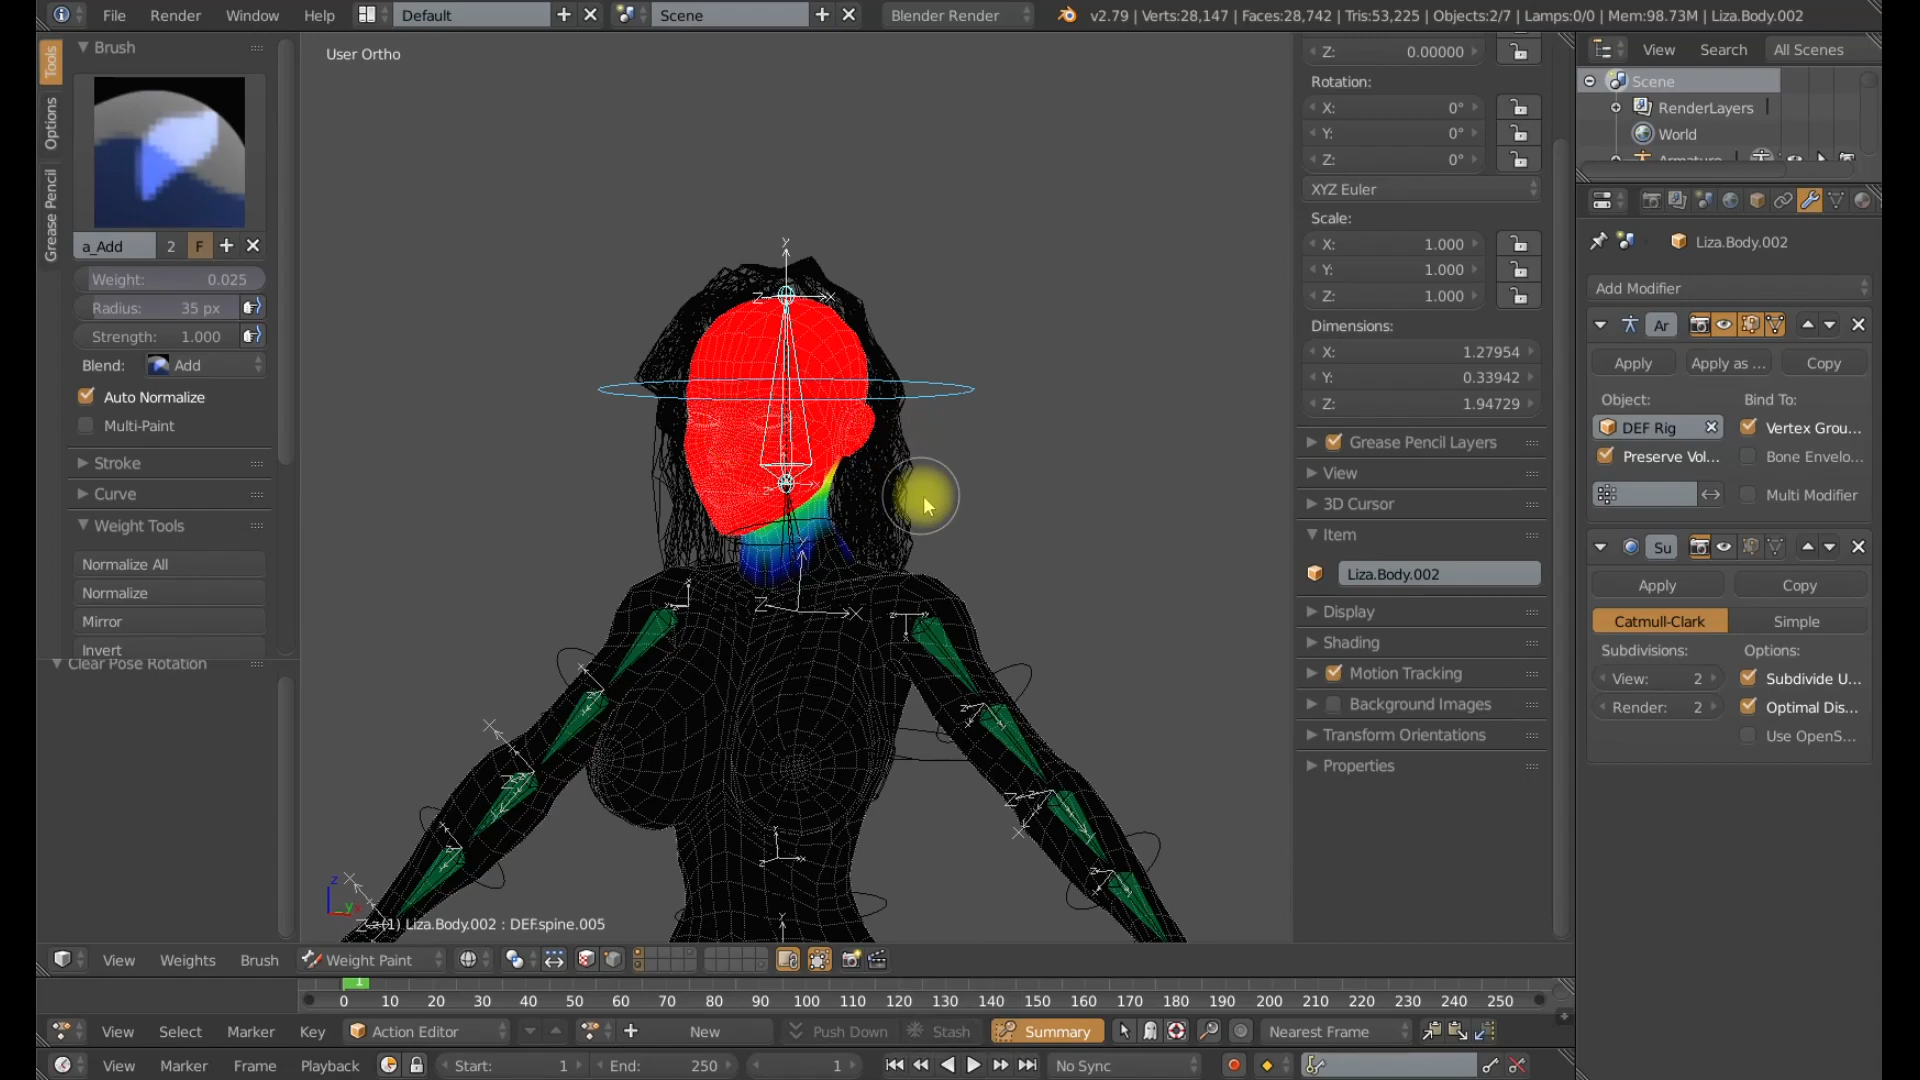 File Render Window Help Default Scene Blender Render v2.79 | Verts:28,147 | Faces:28,742 | Tris:53,225 | Objects:2/7 | Lamps:0/0 | Mem:98.73M | Liza.Body.002
Tools
Options
Grease Pencil
Brush
a_Add 2 F
Weight: 0.025
Radius: 35 px
Strength: 1.000
Blend: Add
Auto Normalize
Multi-Paint
Stroke
Curve
Weight Tools
Normalize All
Normalize
Mirror
Invert
Clear Pose Rotation
User Ortho
(1) Liza.Body.002 : DEF.spine.005
Z: 0.00000
Rotation:
X: 0°
Y: 0°
Z: 0°
XYZ Euler
Scale:
X: 1.000
Y: 1.000
Z: 1.000
Dimensions:
X: 1.27954
Y: 0.33942
Z: 1.94729
Grease Pencil Layers
View
3D Cursor
Item
Liza.Body.002
Display
Shading
Motion Tracking
Background Images
Transform Orientations
Properties
View Search All Scenes
Scene
RenderLayers
World
Armature
Liza.Body.002
Add Modifier
Ar
Apply Apply as ... Copy
Object: Bind To:
DEF Rig Vertex Grou...
Preserve Vol... Bone Envelo...
Multi Modifier
Su
Apply Copy
Catmull-Clark Simple
Subdivisions: Options:
View: 2 Subdivide U...
Render: 2 Optimal Dis...
Use OpenS...
View Weights Brush Weight Paint
1
0 10 20 30 40 50 60 70 80 90 100 110 120 130 140 150 160 170 180 190 200 210 220 230 240 250
View Select Marker Key Action Editor New Push Down Stash Summary Nearest Frame
View Marker Frame Playback Start: 1 End: 250 1 No Sync